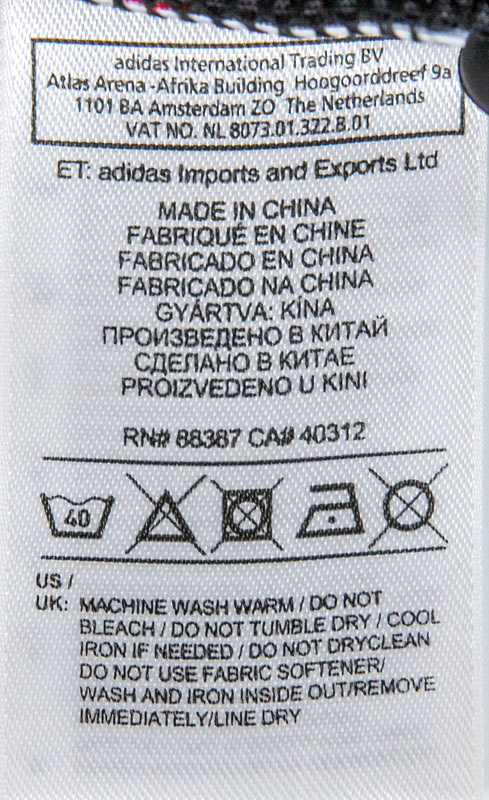 adidas International Trading BV
Atlas Arena -Afrika Building Hoogoorddreef 9a
1101 BA Amsterdam ZO The Netherlands
VAT NO. NL 8073.01.322.B.01
ET: adidas Imports and Exports Ltd
MADE IN CHINA
FABRIQUÉ EN CHINE
FABRICADO EN CHINA
FABRICADO NA CHINA
GYÁRTVA: KÍNA
ПРОИЗВЕДЕНО В КИТАЙ
СДЕЛАНО В КИТАЕ
PROIZVEDENO U KINI
RN# 88387 CA# 40312
40
US /
UK: MACHINE WASH WARM / DO NOT
BLEACH / DO NOT TUMBLE DRY / COOL
IRON IF NEEDED / DO NOT DRYCLEAN
DO NOT USE FABRIC SOFTENER/
WASH AND IRON INSIDE OUT/REMOVE
IMMEDIATELY/LINE DRY